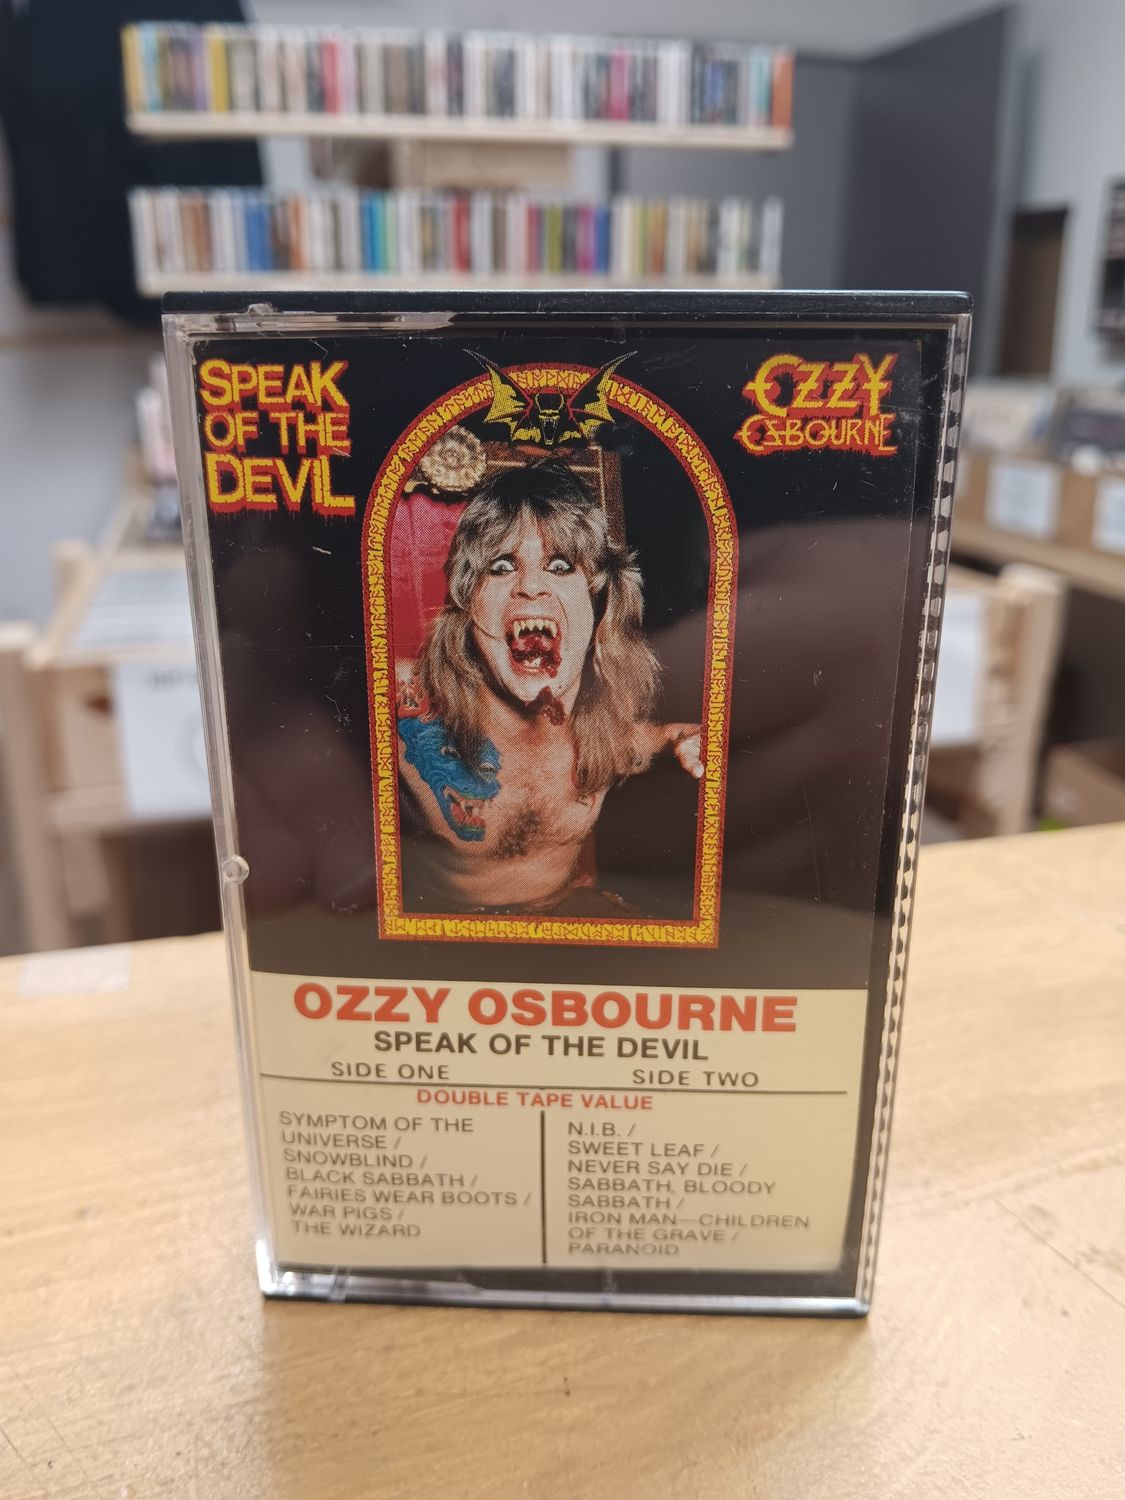 SPEAK
OF THE
DEVIL
OZZY
OSBOURNE
OZZY OSBOURNE
SPEAK OF THE DEVIL
SIDE ONE
SIDE TWO
DOUBLE TAPE VALUE
SYMPTOM OF THE
UNIVERSE /
SNOWBLIND /
BLACK SABBATH /
FAIRIES WEAR BOOTS /
WAR PIGS /
THE WIZARD
N.I.B. /
SWEET LEAF /
NEVER SAY DIE /
SABBATH, BLOODY
SABBATH /
IRON MAN—CHILDREN
OF THE GRAVE /
PARANOID